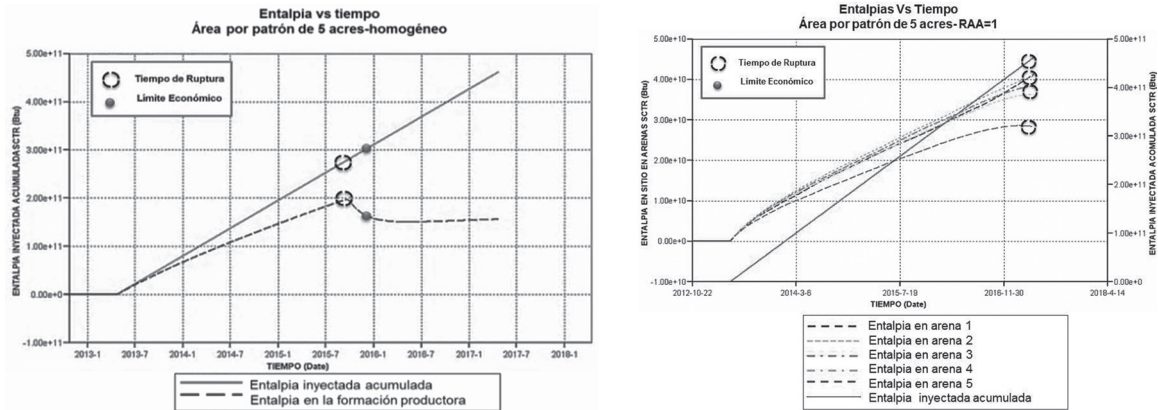 Entalpia vs tiempo
Área por patrón de 5 acres-homogéneo
5.00e+11
4.00e+11
3.00e+11
2.00e+11
1.00e+11
0.00e+0
-1.00e+11
ENTALPIA INYECTADA ACUMULADA SCTR (Btu)
Tiempo de Ruptura
Límite Económico
2013-1 2013-7 2014-1 2014-7 2015-1 2015-7 2016-1 2016-7 2017-1 2017-7 2018-1
TIEMPO (Date)
Entalpia inyectada acumulada
Entalpia en la formación productora
Entalpías Vs Tiempo
Área por patrón de 5 acres-RAA=1
5.00e+10
4.00e+10
3.00e+10
2.00e+10
1.00e+10
0.00e+0
-1.00e+10
ENTALPIA EN SITIO EN ARENAS SCTR (Btu)
Tiempo de Ruptura
Límite Económico
5.00e+11
4.00e+11
3.00e+11
2.00e+11
1.00e+11
0.00e+0
ENTALPIA INYECTADA ACOMULADA SCTR (Btu)
2012-10-22 2014-3-6 2015-7-19 2016-11-30 2018-4-14
TIEMPO (Date)
Entalpia en arena 1
Entalpia en arena 2
Entalpia en arena 3
Entalpia en arena 4
Entalpia en arena 5
Entalpia inyectada acumulada